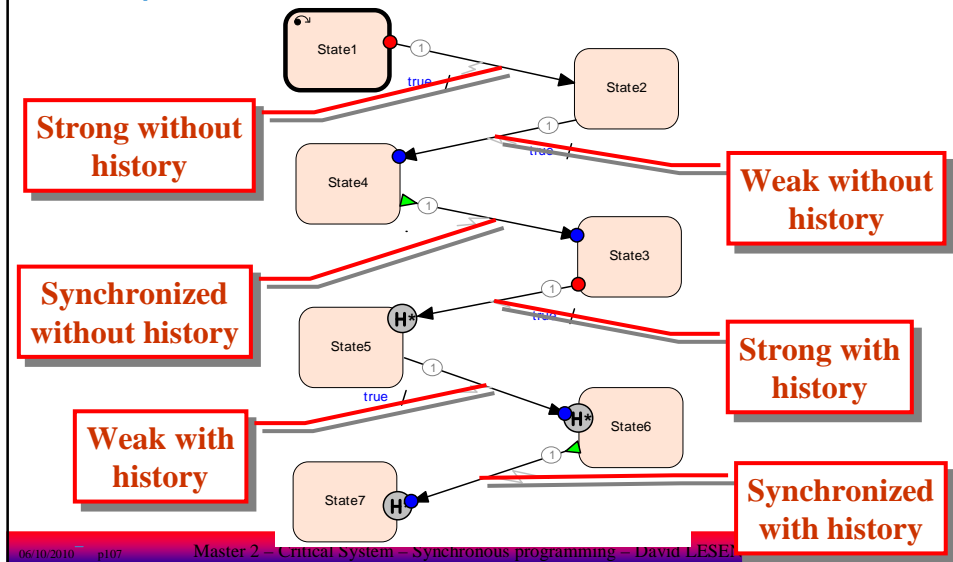 State1
1
true /
State2
Strong without
history
1
true /
State4
Weak without
history
1
State3
Synchronized
without history
1
true /
H*
State5
Strong with
history
1
true /
H*
State6
Weak with
history
1
State7
H
Synchronized
with history
06/10/2010 p107 Master 2 – Critical System – Synchronous programming – David